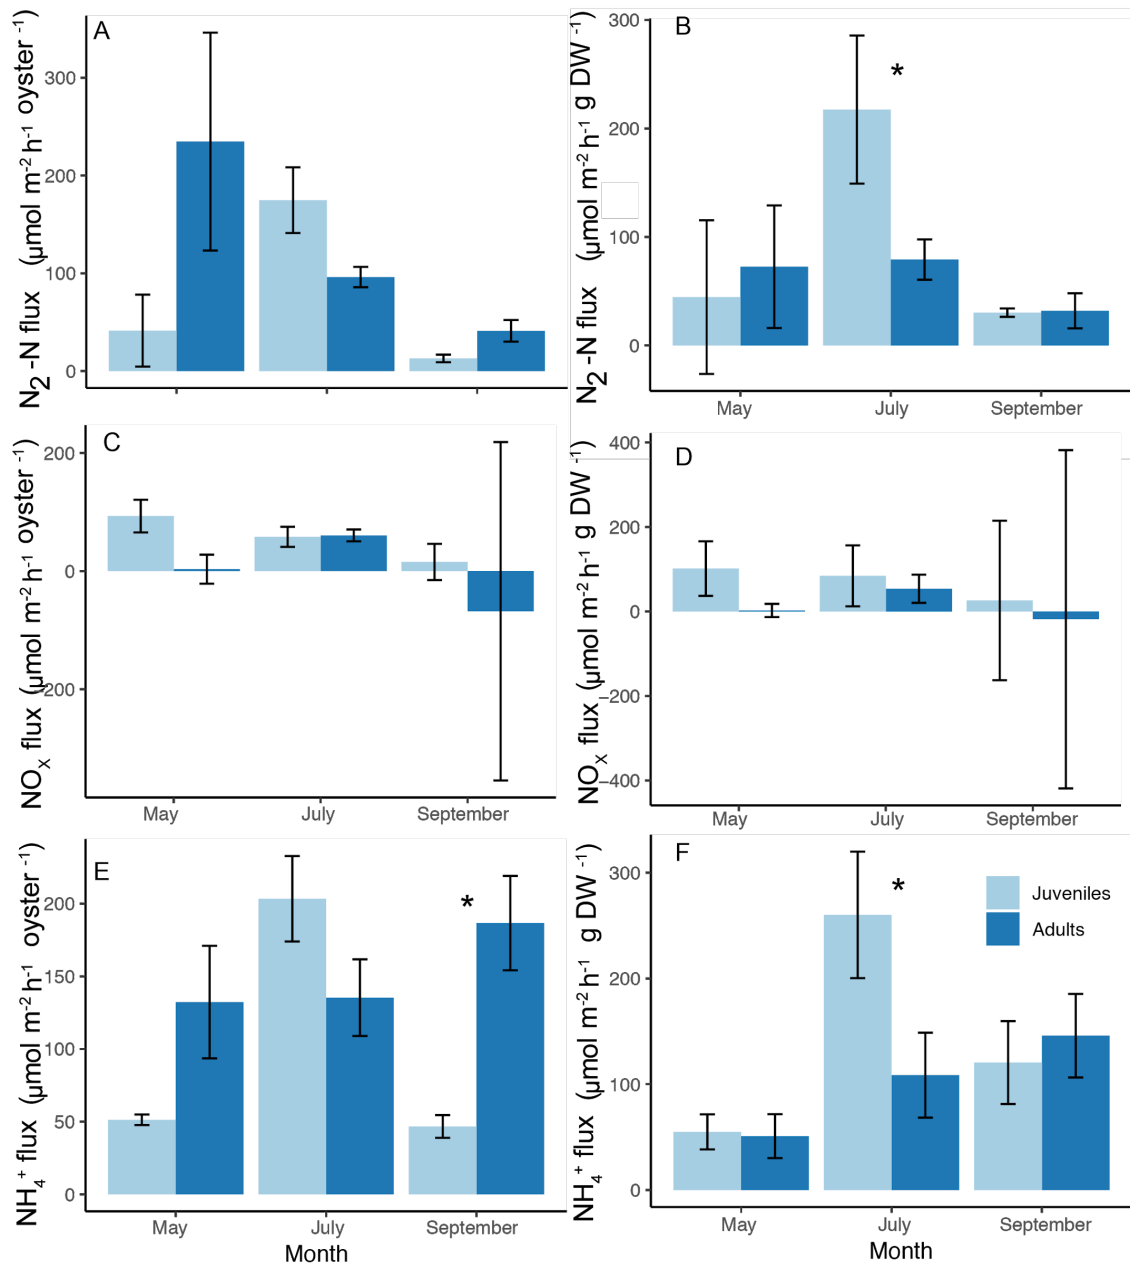 A
N2 -N flux (µmol m-2 h-1 oyster -1)
300
200
100
0
B
N2 -N flux (µmol m-2 h-1 g DW -1)
300
200
100
0
May July September
C
NOx flux (µmol m-2 h-1 oyster -1)
200
0
−200
May July September
D
NOx flux (µmol m-2 h-1 g DW -1)
400
200
0
−200
−400
May July September
E
NH4+ flux (µmol m-2 h-1 oyster -1)
200
150
100
50
0
*
May July September
Month
F
NH4+ flux (µmol m-2 h-1 g DW -1)
300
200
100
0
*
Juveniles
Adults
May July September
Month